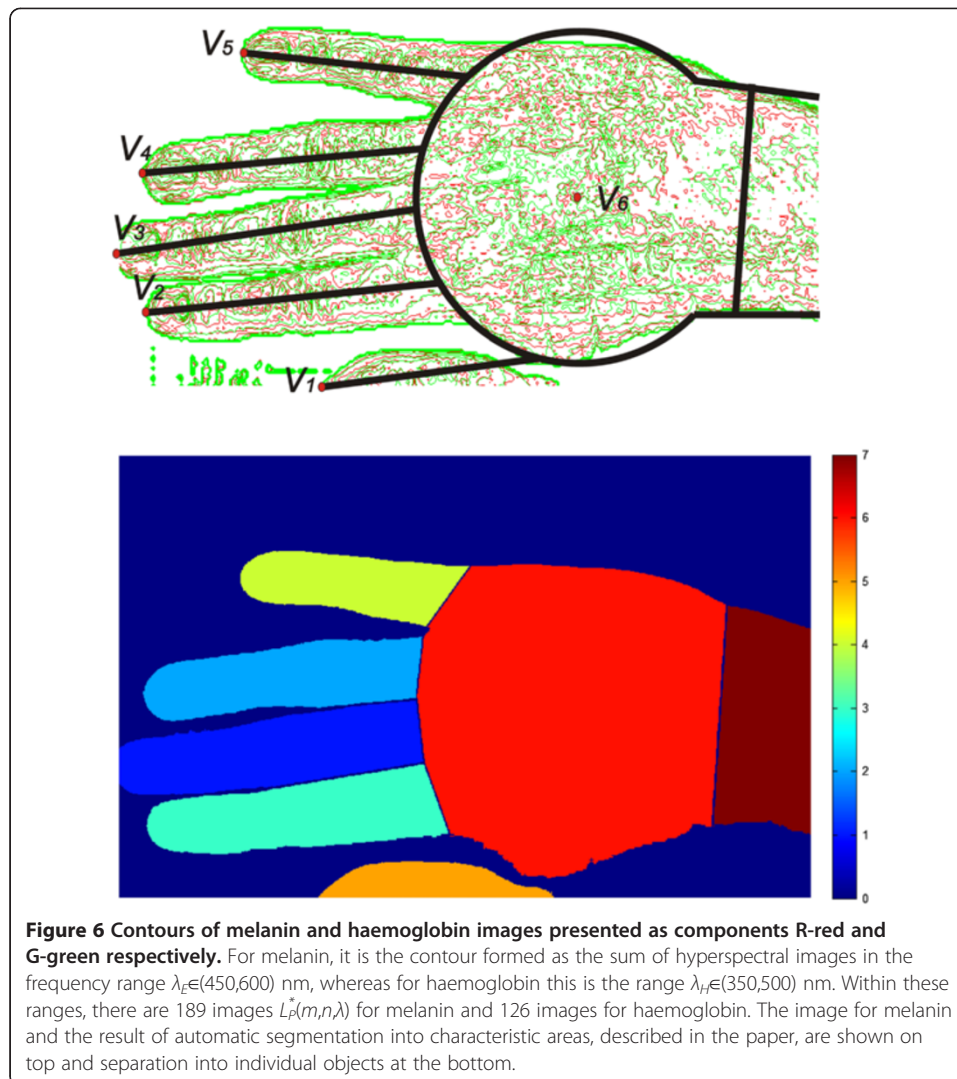 V5
V4
V3
V2
V1
V6
7
6
5
4
3
2
1
0
Figure 6 Contours of melanin and haemoglobin images presented as components R-red and
G-green respectively. For melanin, it is the contour formed as the sum of hyperspectral images in the
frequency range λE∈(450,600) nm, whereas for haemoglobin this is the range λH∈(350,500) nm. Within these
ranges, there are 189 images L*P(m,n,λ) for melanin and 126 images for haemoglobin. The image for melanin
and the result of automatic segmentation into characteristic areas, described in the paper, are shown on
top and separation into individual objects at the bottom.